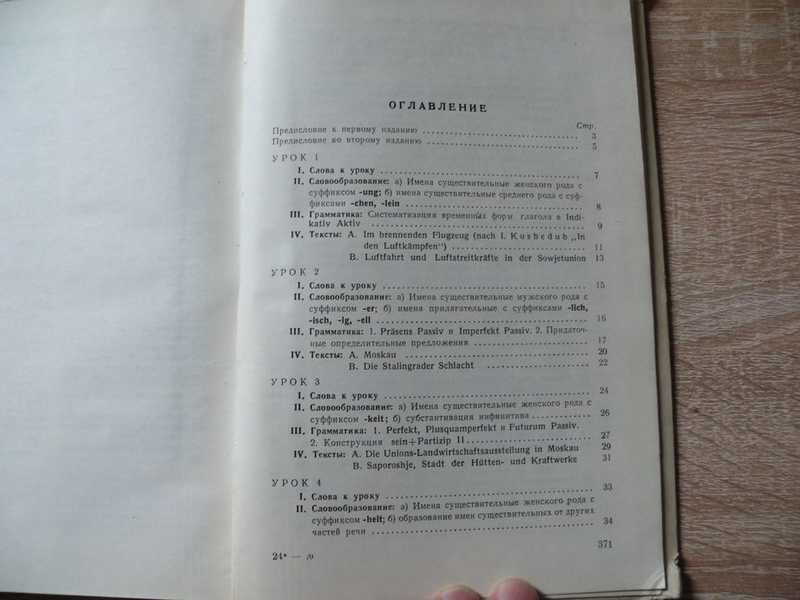 ОГЛАВЛЕНИЕ
Стр.
Предисловие к первому изданию 3
Предисловие ко второму изданию 5
УРОК 1
I. Слова к уроку 7
II. Словообразование: а) Имена существительные женского рода с
суффиксом -ung; б) имена существительные среднего рода с суф-
фиксами -chen, -lein 8
III. Грамматика: Систематизация временных форм глагола в Indi-
kativ Aktiv 9
IV. Тексты: A. Im brennenden Flugzeug (nach I. Kushedub „In
den Luftkämpfen“) 11
B. Luftfahrt und Luftstreitkräfte in der Sowjetunion 13
УРОК 2
I. Слова к уроку 15
II. Словообразование: а) Имена существительные мужского рода с
суффиксом -er; б) имена прилагательные с суффиксами -lich,
-isch, -ig, -ell 16
III. Грамматика: 1. Präsens Passiv и Imperfekt Passiv. 2. Придаточ-
ные определительные предложения 17
IV. Тексты: A. Moskau 20
B. Die Stalingrader Schlacht 22
УРОК 3
I. Слова к уроку 24
II. Словообразование: а) Имена существительные женского рода с
суффиксом -keit; б) субстантивация инфинитива 26
III. Грамматика: 1. Perfekt, Plusquamperfekt и Futurum Passiv.
2. Конструкция sein+Partizip II 27
IV. Тексты: A. Die Unions-Landwirtschaftsausstellung in Moskau 29
B. Saporoshje, Stadt der Hütten- und Kraftwerke 31
УРОК 4
I. Слова к уроку 33
II. Словообразование: а) Имена существительные женского рода с
суффиксом -heit; б) образование имен существительных от других
частей речи 34
371
24* —